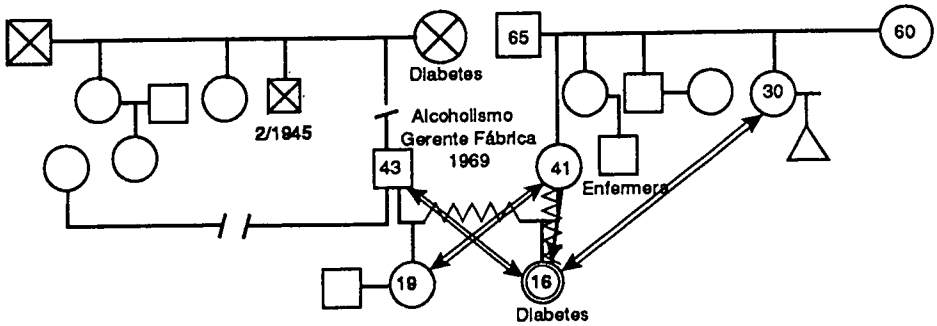 65
60
Diabetes
30
2/1945
Alcoholismo
Gerente Fábrica
1969
43
41
Enfermera
19
16
Diabetes